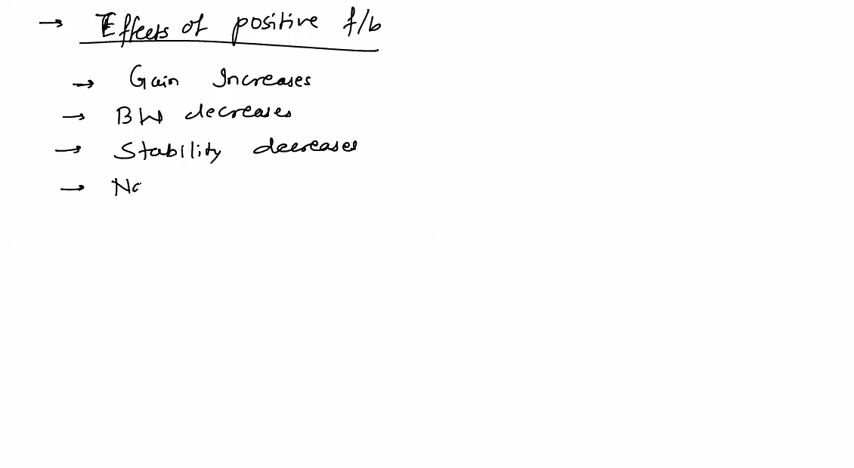 → Effects of positive f/b
→ Gain Increases
→ BW decreases
→ Stability decreases
→ No